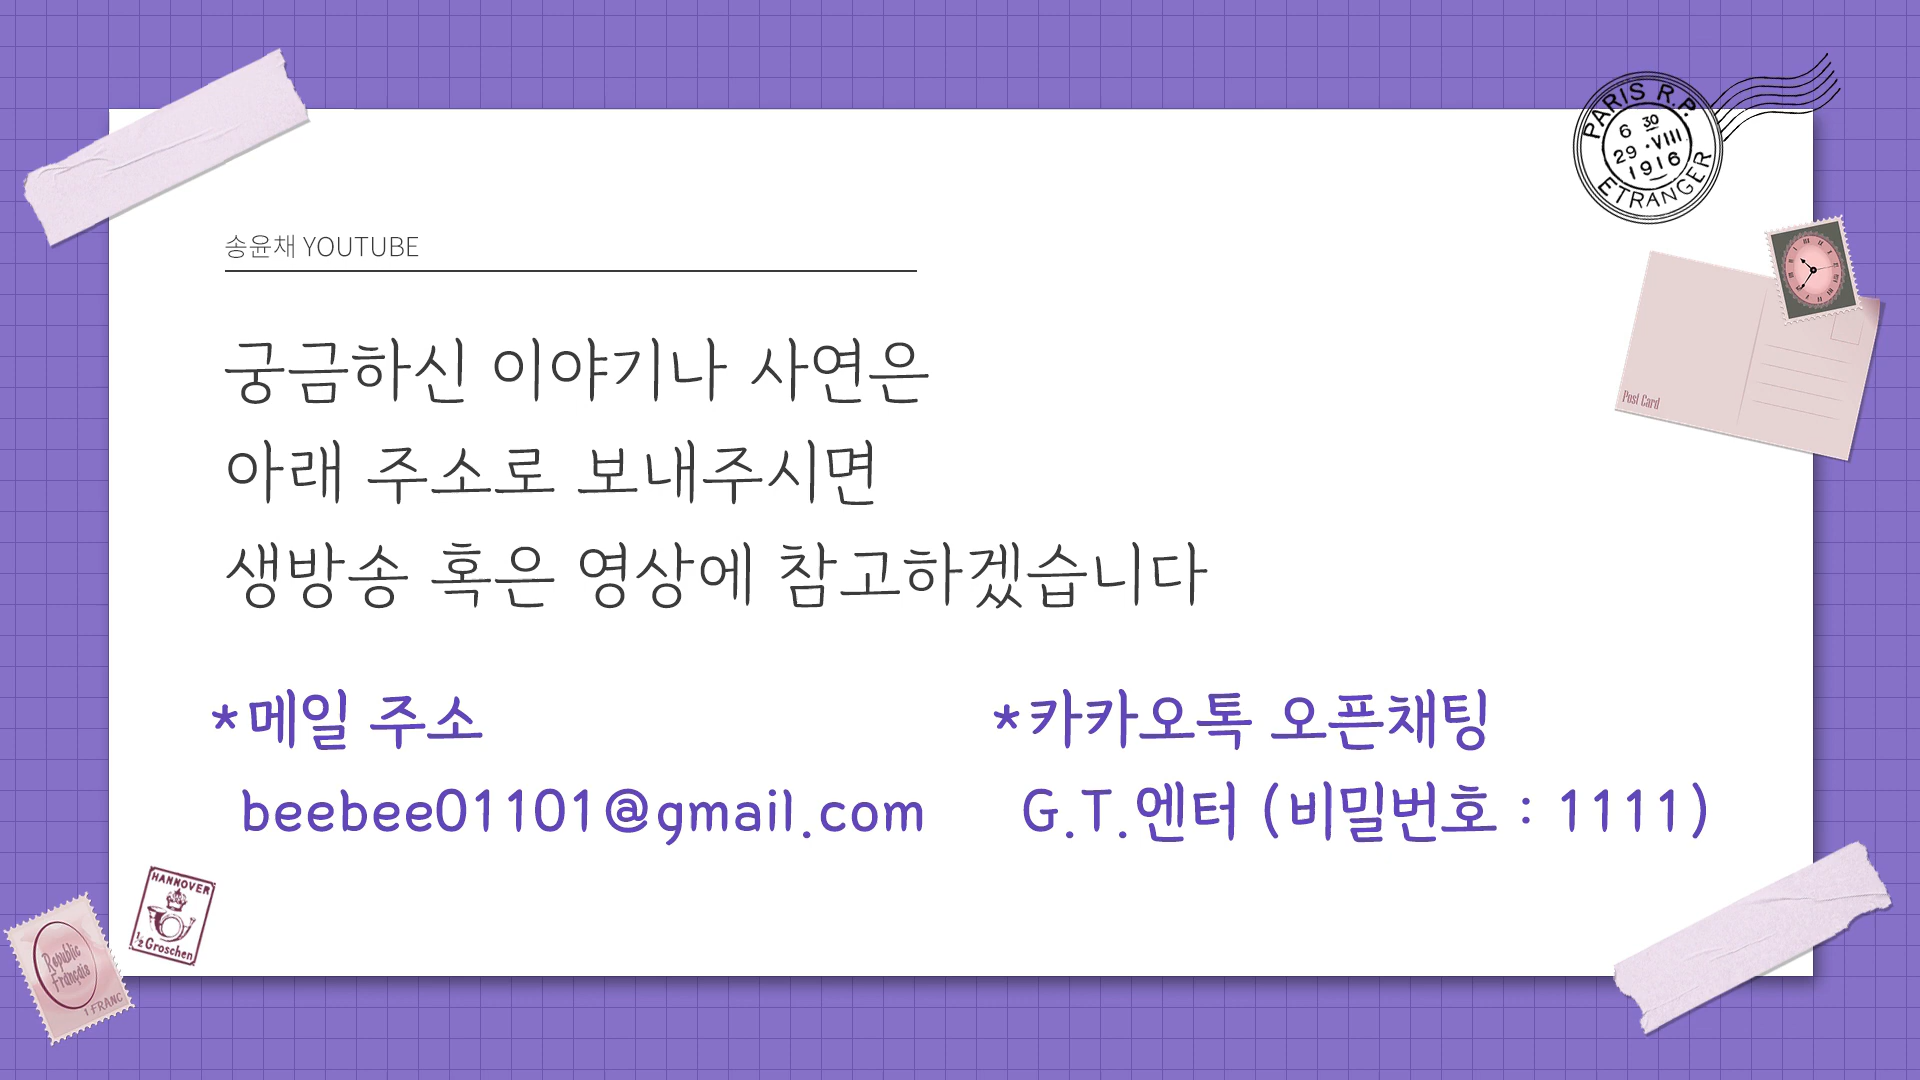 PARIS R.P.
6 30
29 · VIII
1916
ETRANGER
송윤채 YOUTUBE
궁금하신 이야기나 사연은
아래 주소로 보내주시면
생방송 혹은 영상에 참고하겠습니다
Post Card
*메일 주소
beebee01101@gmail.com
*카카오톡 오픈채팅
G.T.엔터 (비밀번호 : 1111)
HANNOVER
1/2 Groschen
Republic
Français
1 FRANC